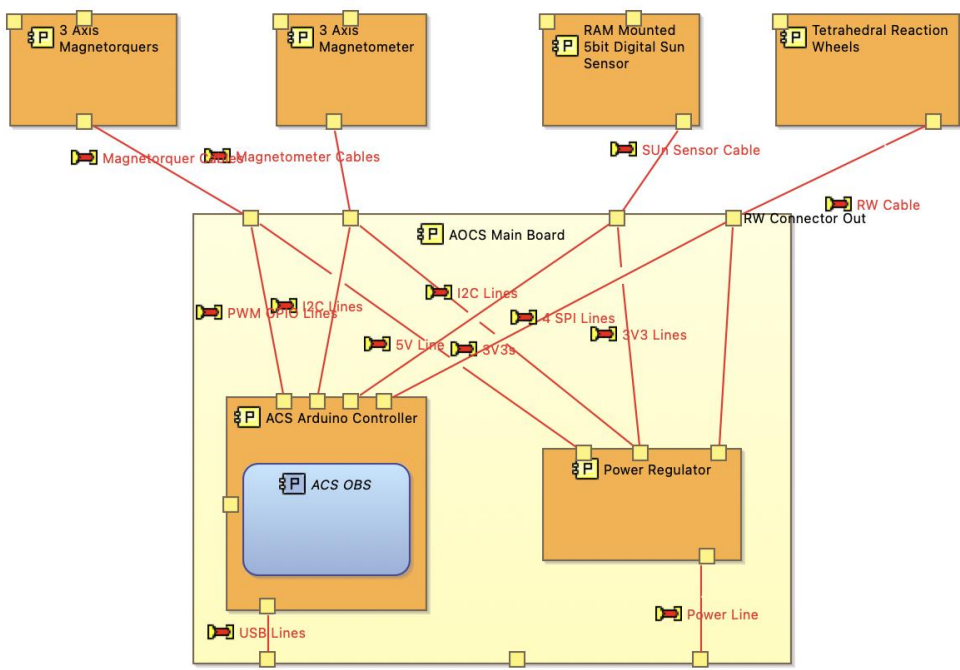 3 Axis
Magnetorquers
3 Axis
Magnetometer
RAM Mounted
5bit Digital Sun
Sensor
Tetrahedral Reaction
Wheels
Magnetorquer Cables
Magnetometer Cables
SUn Sensor Cable
RW Cable
RW Connector Out
AOCS Main Board
PWM GPIO Lines
I2C Lines
I2C Lines
5V Line
3V3s
4 SPI Lines
3V3 Lines
ACS Arduino Controller
ACS OBS
Power Regulator
USB Lines
Power Line